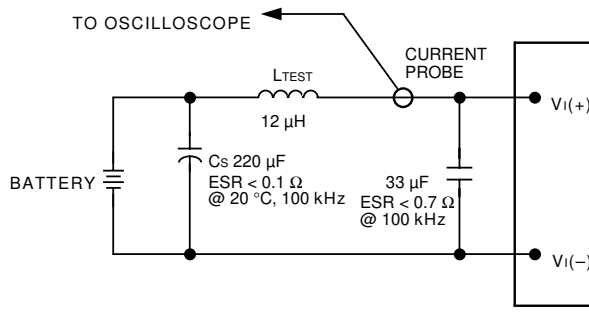 TO OSCILLOSCOPE
CURRENT
PROBE
LTEST
12 µH
VI(+)
BATTERY
CS 220 µF
ESR < 0.1 Ω
@ 20 °C, 100 kHz
33 µF
ESR < 0.7 Ω
@ 100 kHz
VI(–)